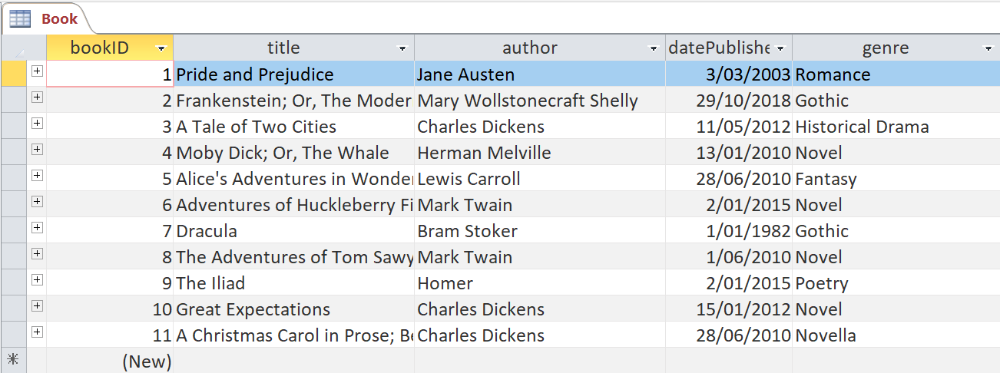 Book
bookID title author datePublishe genre
1 Pride and Prejudice Jane Austen 3/03/2003 Romance
2 Frankenstein; Or, The Moder Mary Wollstonecraft Shelly 29/10/2018 Gothic
3 A Tale of Two Cities Charles Dickens 11/05/2012 Historical Drama
4 Moby Dick; Or, The Whale Herman Melville 13/01/2010 Novel
5 Alice's Adventures in Wonde Lewis Carroll 28/06/2010 Fantasy
6 Adventures of Huckleberry Fi Mark Twain 2/01/2015 Novel
7 Dracula Bram Stoker 1/01/1982 Gothic
8 The Adventures of Tom Sawy Mark Twain 1/06/2010 Novel
9 The Iliad Homer 2/01/2015 Poetry
10 Great Expectations Charles Dickens 15/01/2012 Novel
11 A Christmas Carol in Prose; Be Charles Dickens 28/06/2010 Novella
(New)